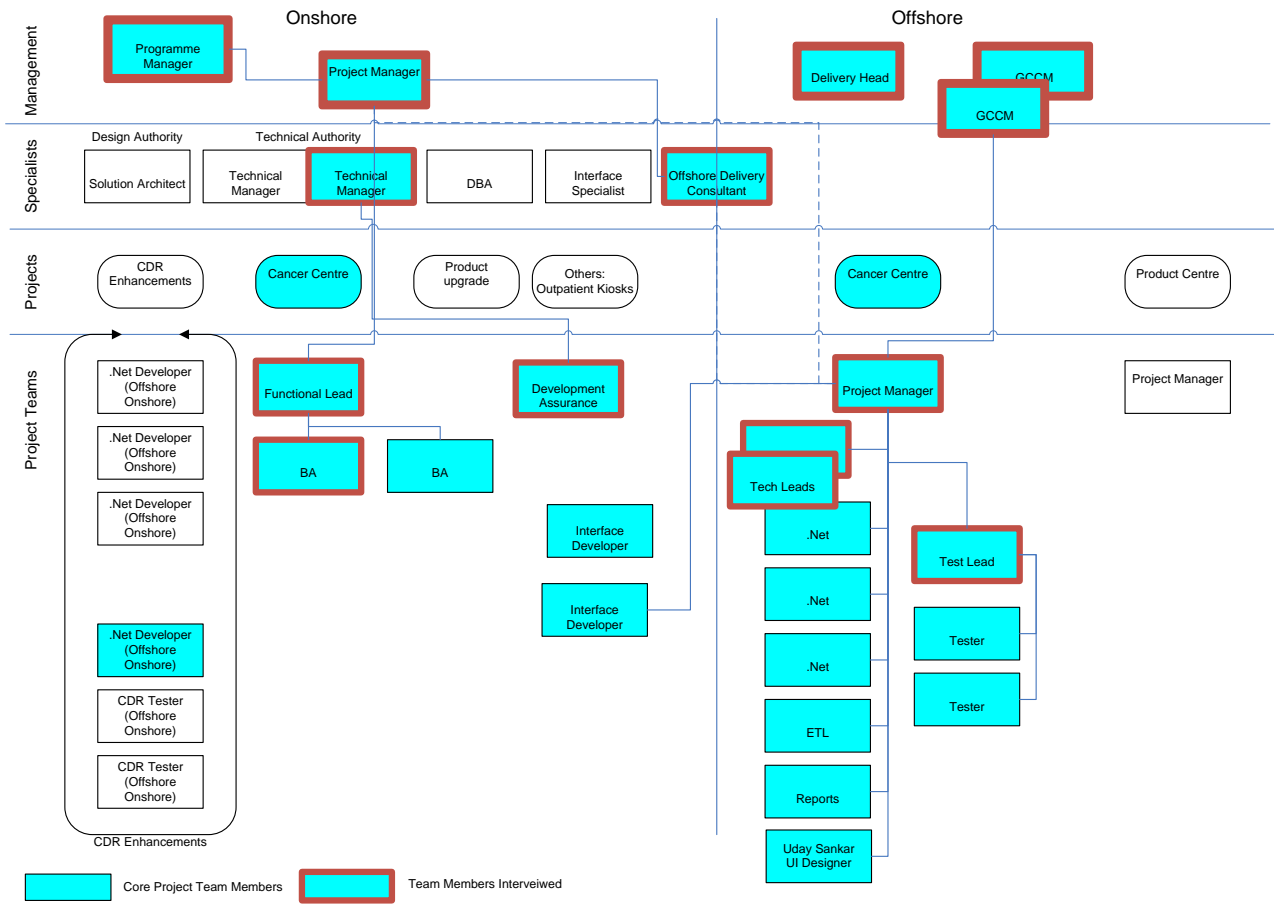 Onshore
Offshore
Management
Programme
Manager
Project Manager
Delivery Head
GCCM
GCCM
Specialists
Design Authority
Technical Authority
Solution Architect
Technical
Manager
Technical
Manager
DBA
Interface
Specialist
Offshore Delivery
Consultant
Projects
CDR
Enhancements
Cancer Centre
Product
upgrade
Others:
Outpatient Kiosks
Cancer Centre
Product Centre
Project Teams
.Net Developer
(Offshore
Onshore)
.Net Developer
(Offshore
Onshore)
.Net Developer
(Offshore
Onshore)
.Net Developer
(Offshore
Onshore)
CDR Tester
(Offshore
Onshore)
CDR Tester
(Offshore
Onshore)
CDR Enhancements
Functional Lead
BA
BA
Development
Assurance
Interface
Developer
Interface
Developer
Project Manager
Tech Leads
.Net
.Net
.Net
ETL
Reports
Uday Sankar
UI Designer
Test Lead
Tester
Tester
Project Manager
Core Project Team Members
Team Members Interveiwed